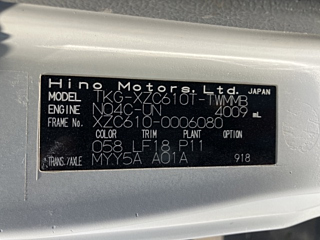 Hino Motors, Ltd. JAPAN
MODEL TKG-XZC610T-TWMMB
ENGINE N04C-UN 4009 mL
FRAME No. XZC610-0006080
COLOR TRIM PLANT OPTION
058 LF18 P11
TRANS./AXLE MYY5A A01A 918